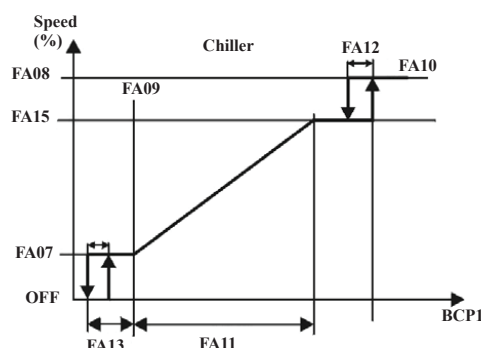 Speed
(%)
Chiller
FA12
FA08
FA09
FA10
FA15
FA07
OFF
BCP1
FA13
FA11